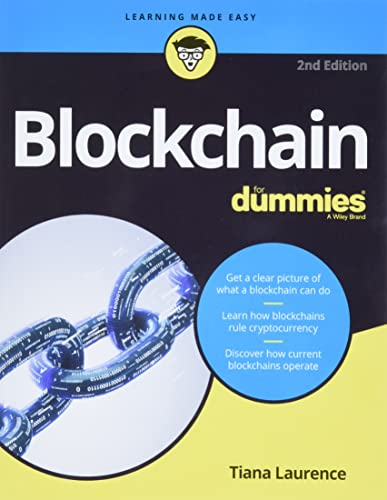 LEARNING MADE EASY
2nd Edition
Blockchain
for
dummies®
A Wiley Brand
Get a clear picture of
what a blockchain can do
Learn how blockchains
rule cryptocurrency
Discover how current
blockchains operate
Tiana Laurence